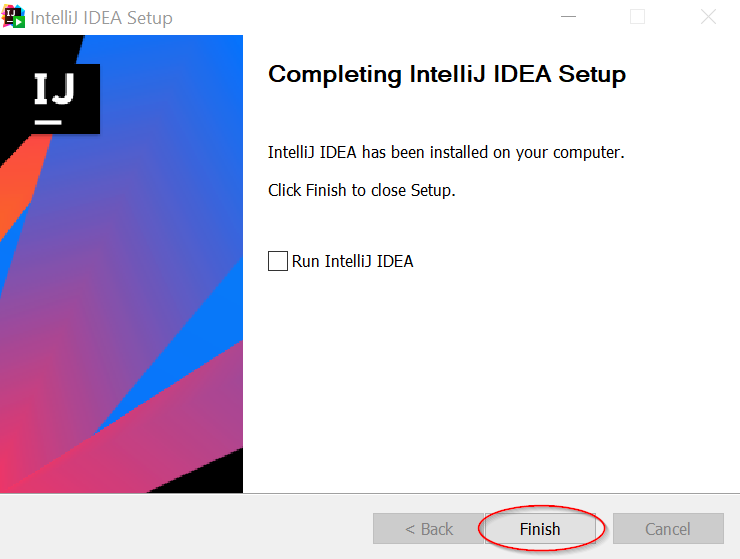 IntelliJ IDEA Setup
IJ
Completing IntelliJ IDEA Setup
IntelliJ IDEA has been installed on your computer.
Click Finish to close Setup.
Run IntelliJ IDEA
< Back
Finish
Cancel